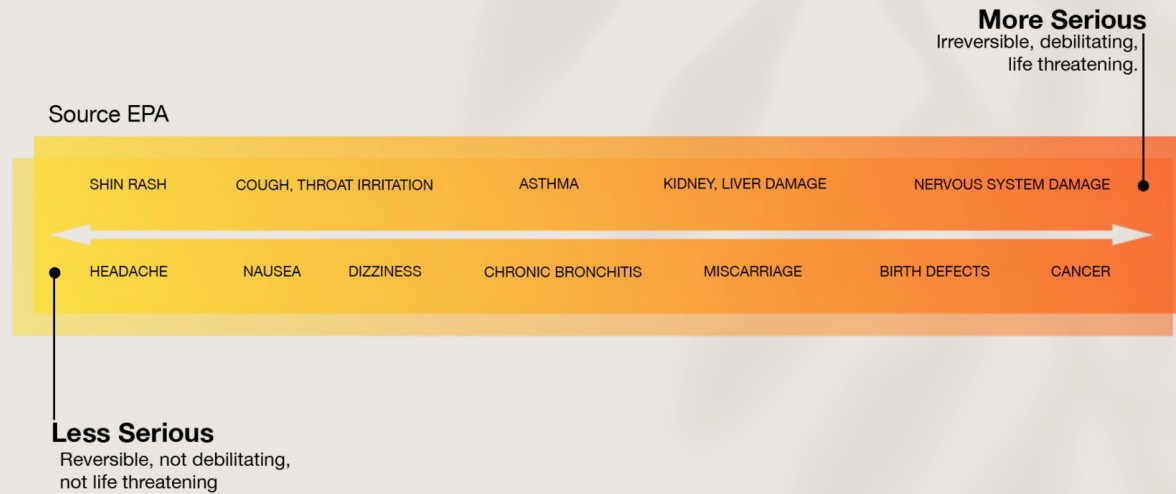 More Serious
Irreversible, debilitating,
life threatening.
Source EPA
SHIN RASH COUGH, THROAT IRRITATION ASTHMA KIDNEY, LIVER DAMAGE NERVOUS SYSTEM DAMAGE
HEADACHE NAUSEA DIZZINESS CHRONIC BRONCHITIS MISCARRIAGE BIRTH DEFECTS CANCER
Less Serious
Reversible, not debilitating,
not life threatening